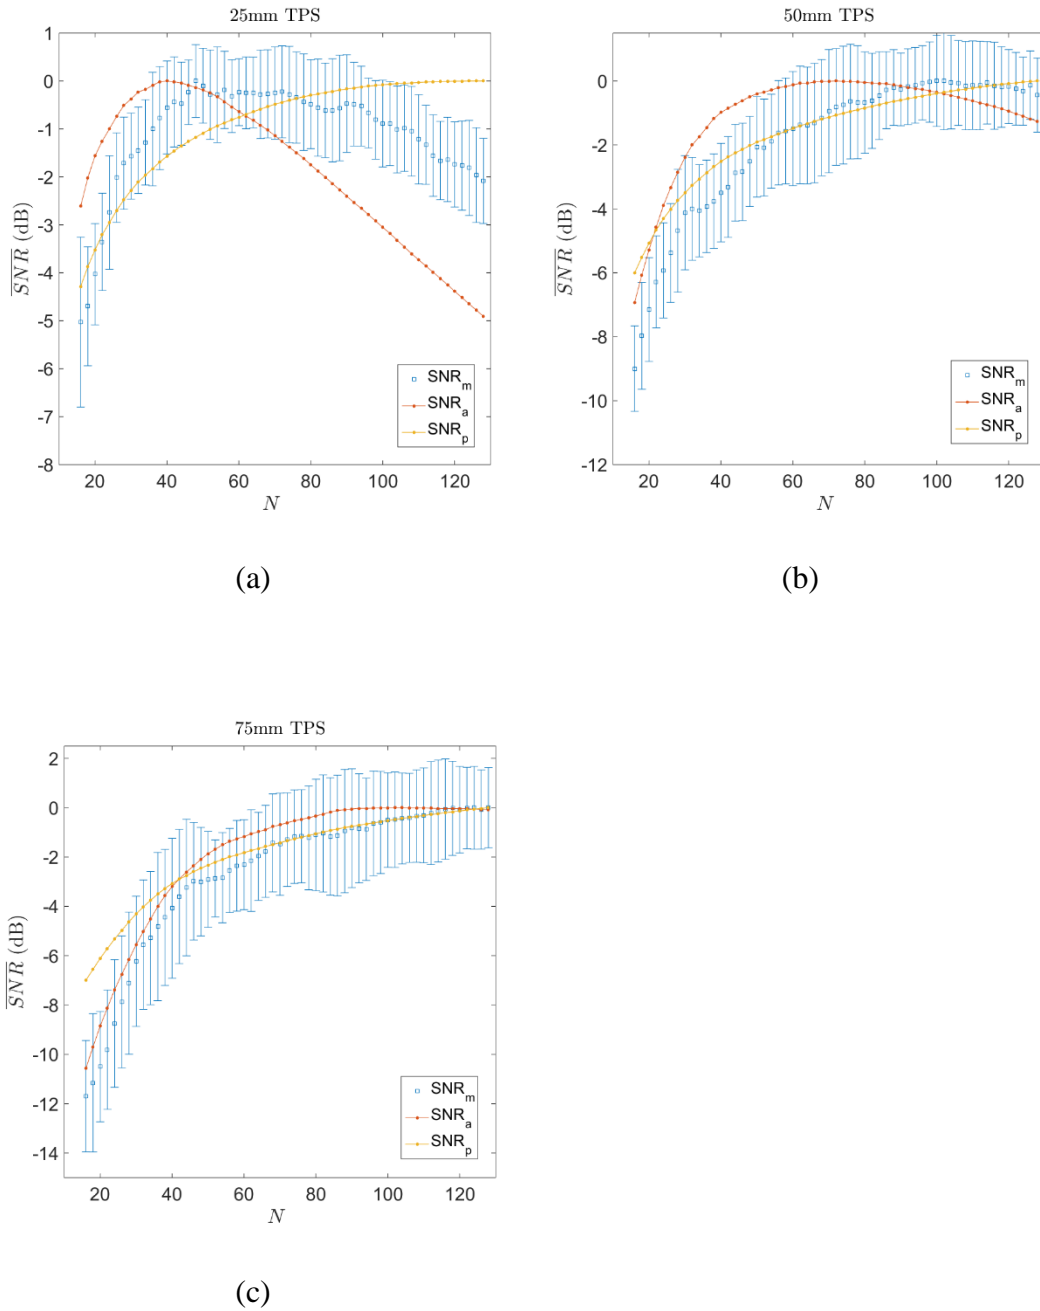 25mm TPS
1
0
-1
-2
-3
-4
-5
-6
-7
-8
20 40 60 80 100 120
SNR (dB)
N
SNR_m
SNR_a
SNR_p
(a)
50mm TPS
0
-2
-4
-6
-8
-10
-12
20 40 60 80 100 120
SNR (dB)
N
SNR_m
SNR_a
SNR_p
(b)
75mm TPS
2
0
-2
-4
-6
-8
-10
-12
-14
20 40 60 80 100 120
SNR (dB)
N
SNR_m
SNR_a
SNR_p
(c)